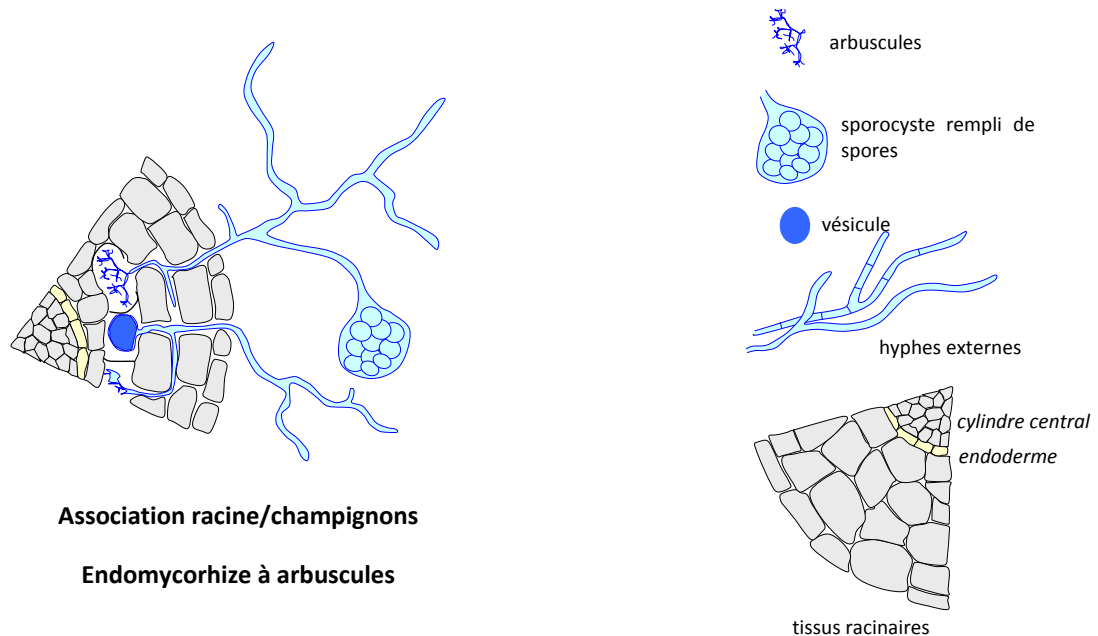 arbuscules
sporocyste rempli de
spores
vésicule
hyphes externes
cylindre central
endoderme
tissus racinaires
Association racine/champignons
Endomycorhize à arbuscules